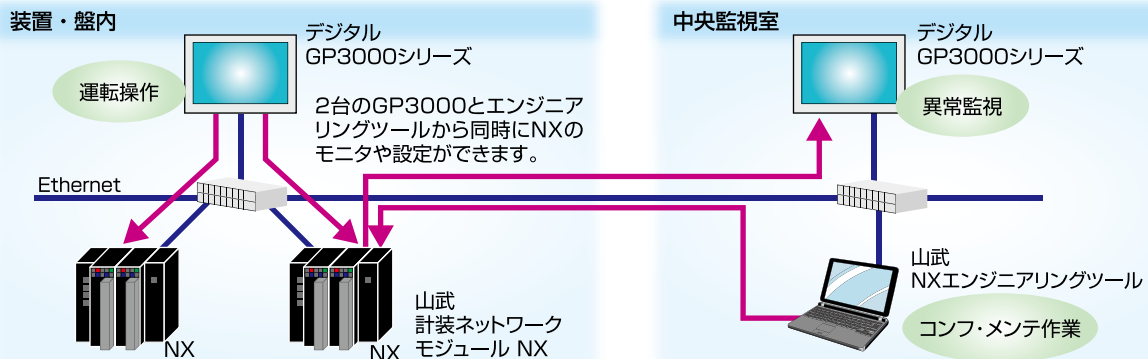 装置・盤内
デジタル
GP3000シリーズ
運転操作
2台のGP3000とエンジニア
リングツールから同時にNXの
モニタや設定ができます。
Ethernet
NX
NX
山武
計装ネットワーク
モジュール NX
中央監視室
デジタル
GP3000シリーズ
異常監視
山武
NXエンジニアリングツール
コンフ・メンテ作業